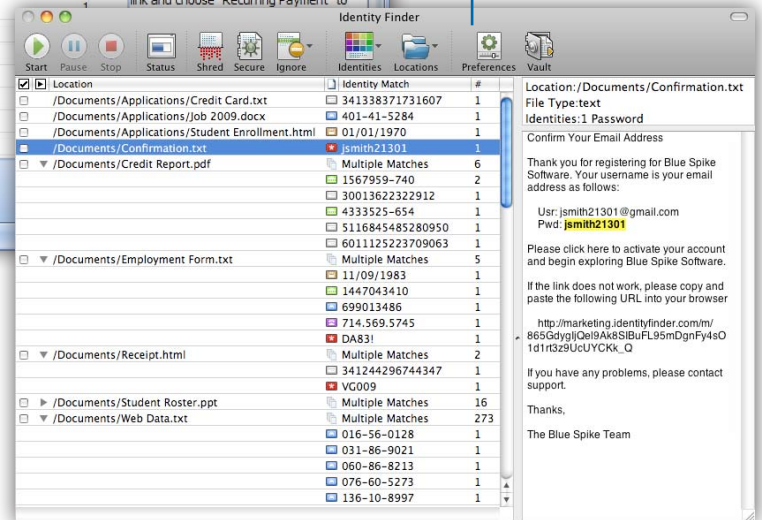 1
link and choose "Recurring Payment" to
Identity Finder
Start Pause Stop Status Shred Secure Ignore Identities Locations Preferences Vault
Location Identity Match #
/Documents/Applications/Credit Card.txt 341338371731607 1
/Documents/Applications/Job 2009.docx 401-41-5284 1
/Documents/Applications/Student Enrollment.html 01/01/1970 1
/Documents/Confirmation.txt jsmith21301 1
/Documents/Credit Report.pdf Multiple Matches 6
1567959-740 2
30013622322912 1
4333525-654 1
5116845485280950 1
6011125223709063 1
/Documents/Employment Form.txt Multiple Matches 5
11/09/1983 1
1447043410 1
699013486 1
714.569.5745 1
DA83! 1
/Documents/Receipt.html Multiple Matches 2
341244296744347 1
VG009 1
/Documents/Student Roster.ppt Multiple Matches 16
/Documents/Web Data.txt Multiple Matches 273
016-56-0128 1
031-86-9021 1
060-86-8213 1
076-60-5273 1
136-10-8997 1
Location:/Documents/Confirmation.txt
File Type:text
Identities:1 Password
Confirm Your Email Address
Thank you for registering for Blue Spike
Software. Your username is your email
address as follows:
Usr: jsmith21301@gmail.com
Pwd: jsmith21301
Please click here to activate your account
and begin exploring Blue Spike Software.
If the link does not work, please copy and
paste the following URL into your browser
http://marketing.identityfinder.com/m/
865GdygIjQel9Ak8SIBuFL95mDgnFy4sO
1d1rt3z9UcUYCKk_Q
If you have any problems, please contact
support.
Thanks,
The Blue Spike Team